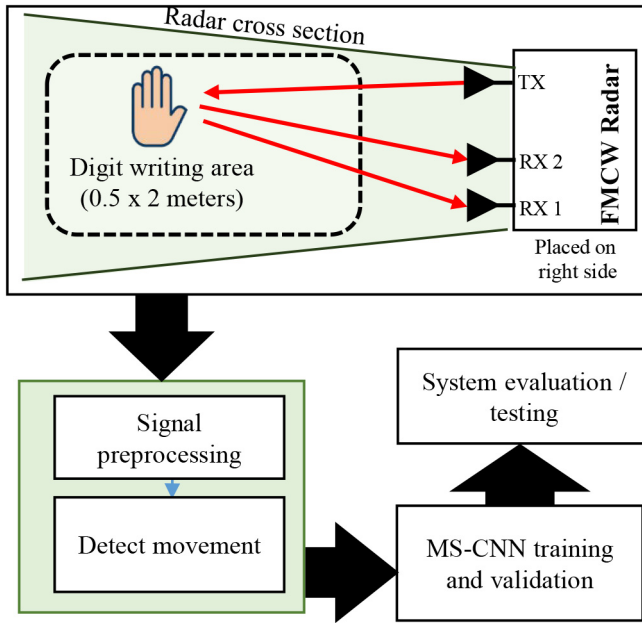 Radar cross section
TX
Digit writing area
(0.5 x 2 meters)
RX 2
RX 1
FMCW Radar
Placed on
right side
Signal
preprocessing
Detect movement
System evaluation /
testing
MS-CNN training
and validation